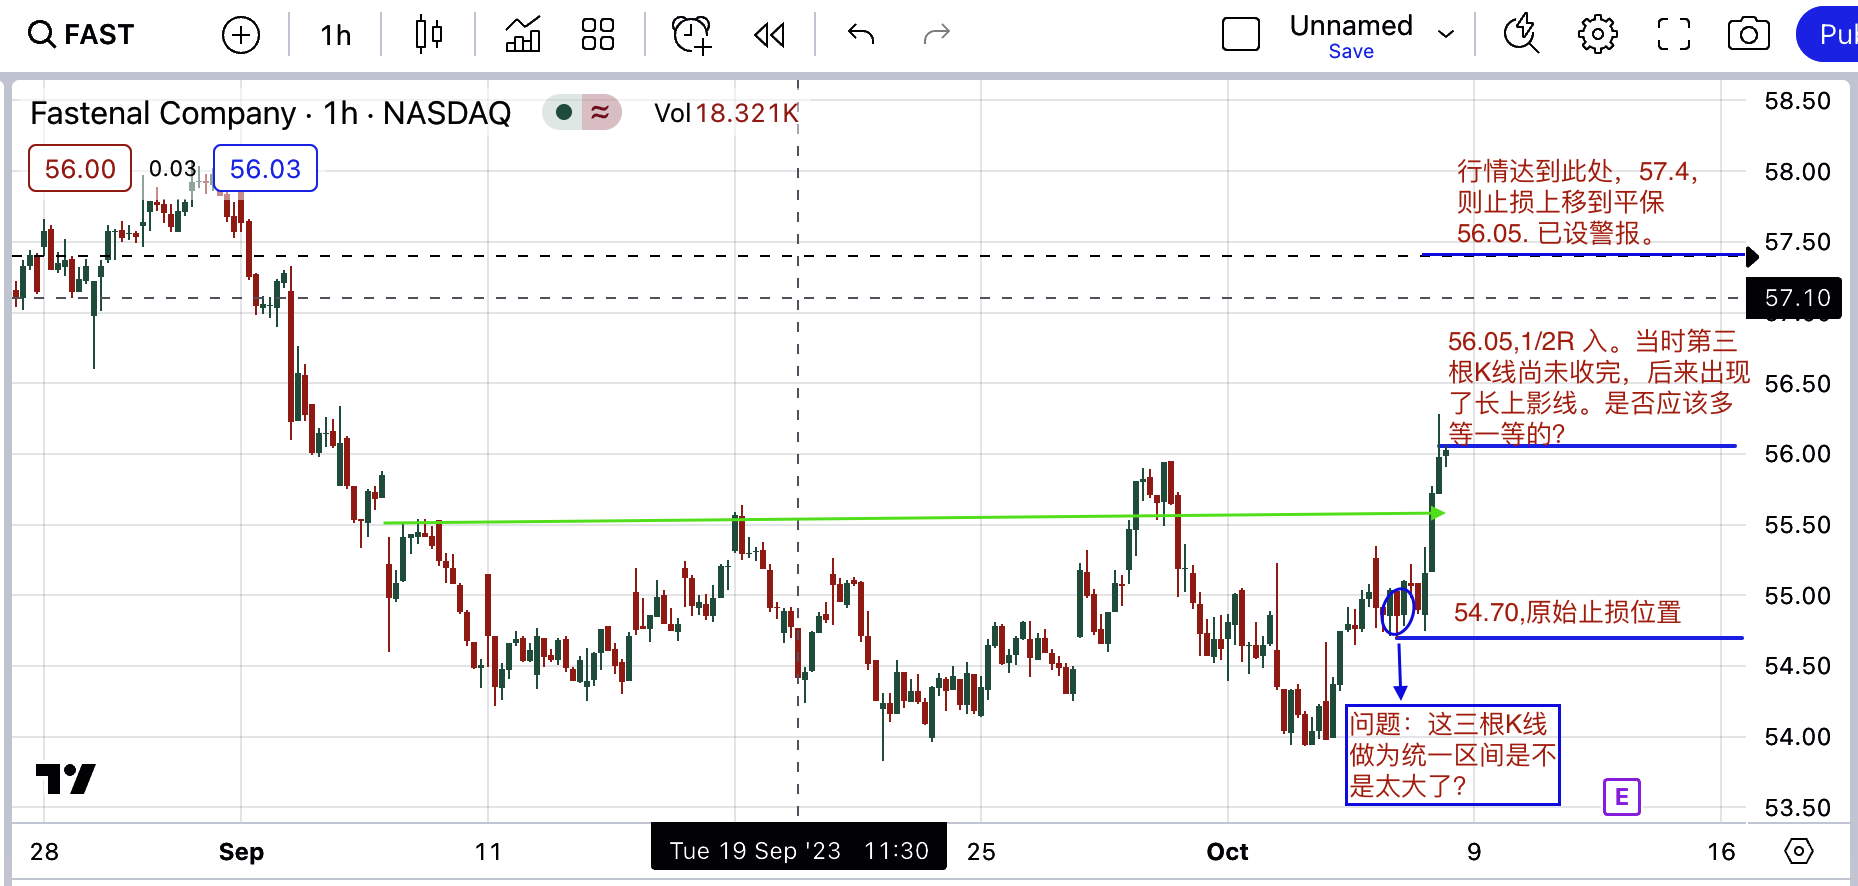 FAST
1h
Unnamed
Save
Pub
Fastenal Company · 1h · NASDAQ
≈
Vol 18.321K
56.00
0.03
56.03
58.50
58.00
57.50
57.10
57.00
56.50
56.00
55.50
55.00
54.50
54.00
53.50
行情达到此处，57.4，
则止损上移到平保
56.05. 已设警报。
56.05,1/2R 入。当时第三
根K线尚未收完，后来出现
了长上影线。是否应该多
等一等的？
54.70,原始止损位置
问题：这三根K线
做为统一区间是不
是太大了？
E
28
Sep
11
Tue 19 Sep '23 11:30
25
Oct
9
16